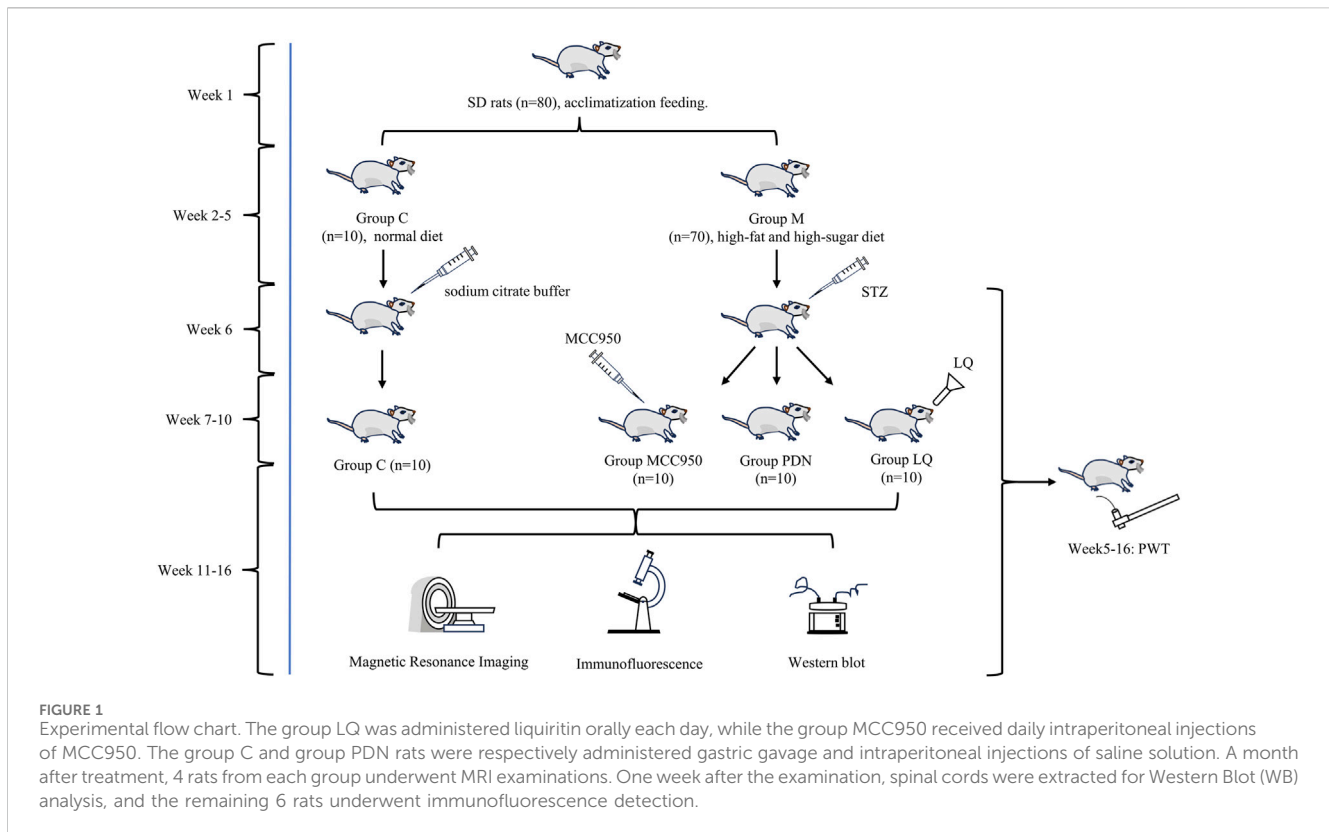 Week 1
SD rats (n=80), acclimatization feeding.
Week 2-5
Group C
(n=10),  normal diet
Group M
(n=70), high-fat and high-sugar diet
sodium citrate buffer
STZ
Week 6
MCC950
LQ
Week 7-10
Group C (n=10)
Group MCC950
(n=10)
Group PDN
(n=10)
Group LQ
(n=10)
Week5-16: PWT
Week 11-16
Magnetic Resonance Imaging
Immunofluorescence
Western blot
FIGURE 1
Experimental flow chart. The group LQ was administered liquiritin orally each day, while the group MCC950 received daily intraperitoneal injections
of MCC950. The group C and group PDN rats were respectively administered gastric gavage and intraperitoneal injections of saline solution. A month
after treatment, 4 rats from each group underwent MRI examinations. One week after the examination, spinal cords were extracted for Western Blot (WB)
analysis, and the remaining 6 rats underwent immunofluorescence detection.